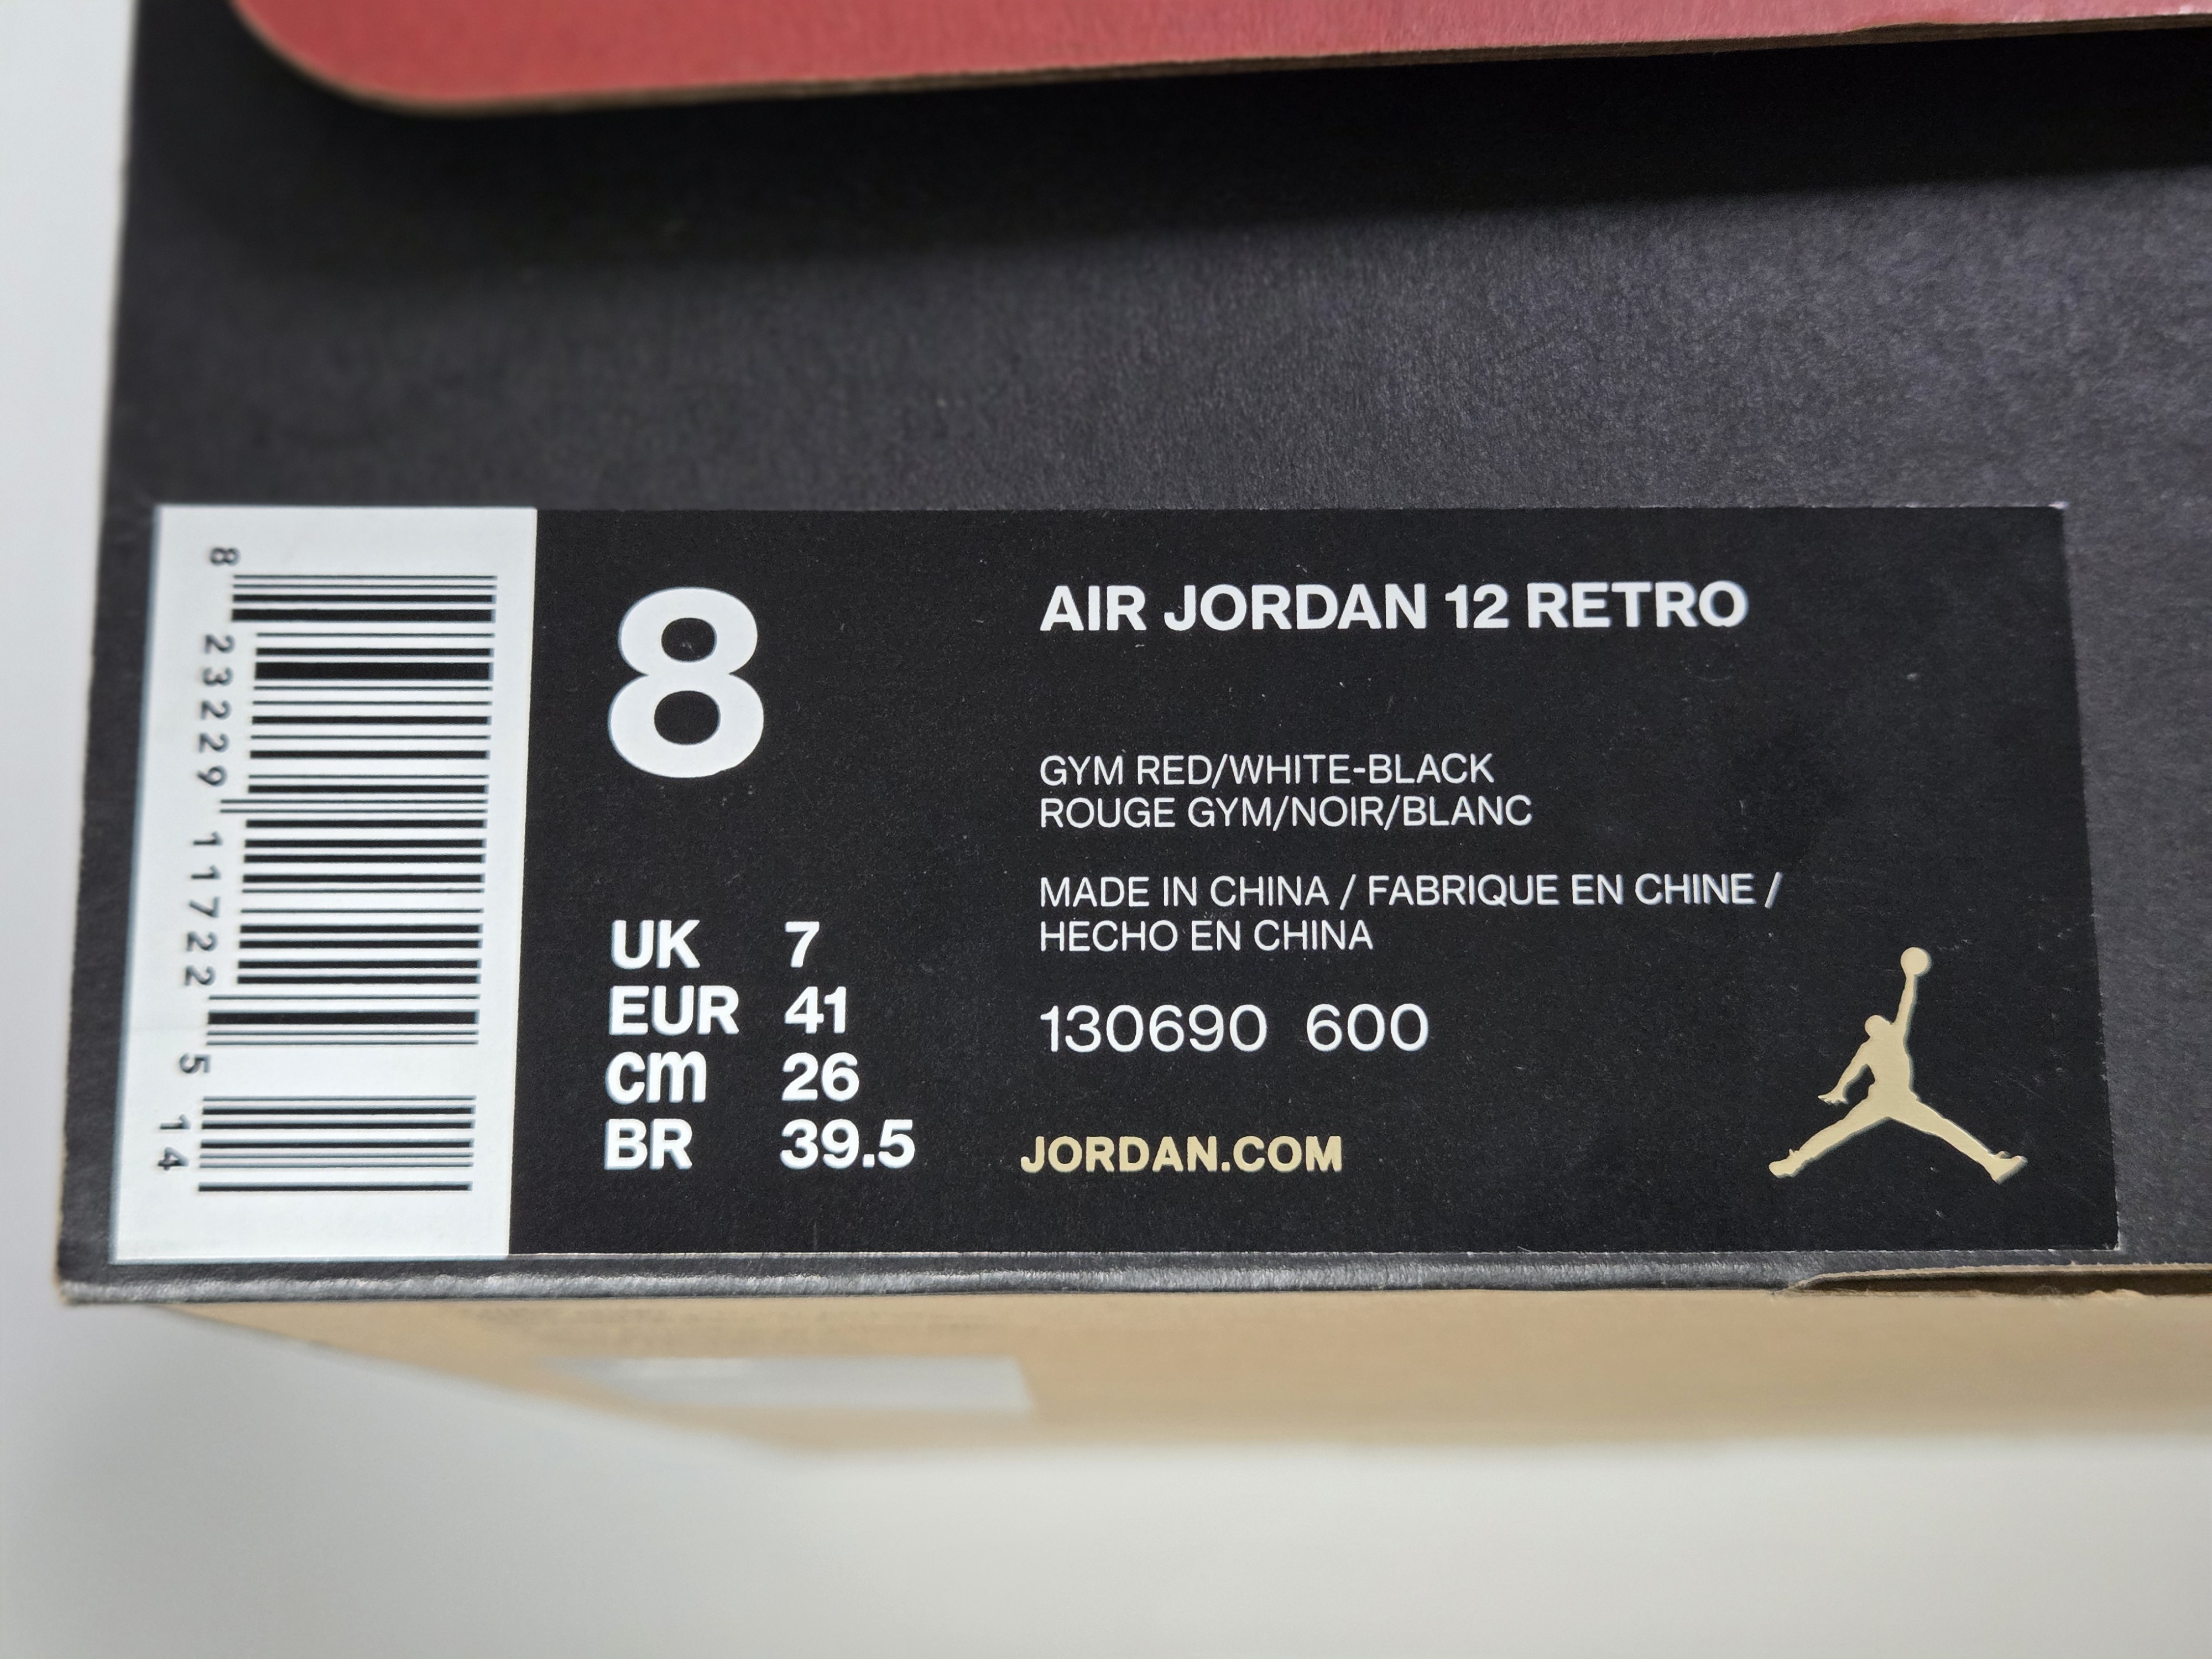 8 23229 11722 5 14
8
UK 7
EUR 41
cm 26
BR 39.5
AIR JORDAN 12 RETRO
GYM RED/WHITE-BLACK
ROUGE GYM/NOIR/BLANC
MADE IN CHINA / FABRIQUE EN CHINE /
HECHO EN CHINA
130690 600
JORDAN.COM